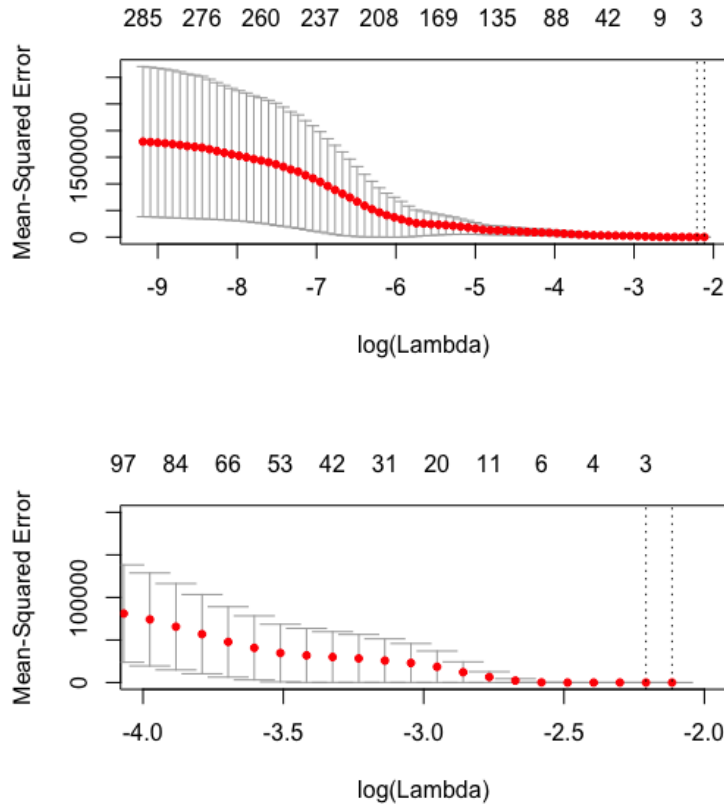 285 276 260 237 208 169 135 88 42 9 3
Mean-Squared Error
1500000
0
-9 -8 -7 -6 -5 -4 -3 -2
log(Lambda)
97 84 66 53 42 31 20 11 6 4 3
Mean-Squared Error
100000
0
-4.0 -3.5 -3.0 -2.5 -2.0
log(Lambda)